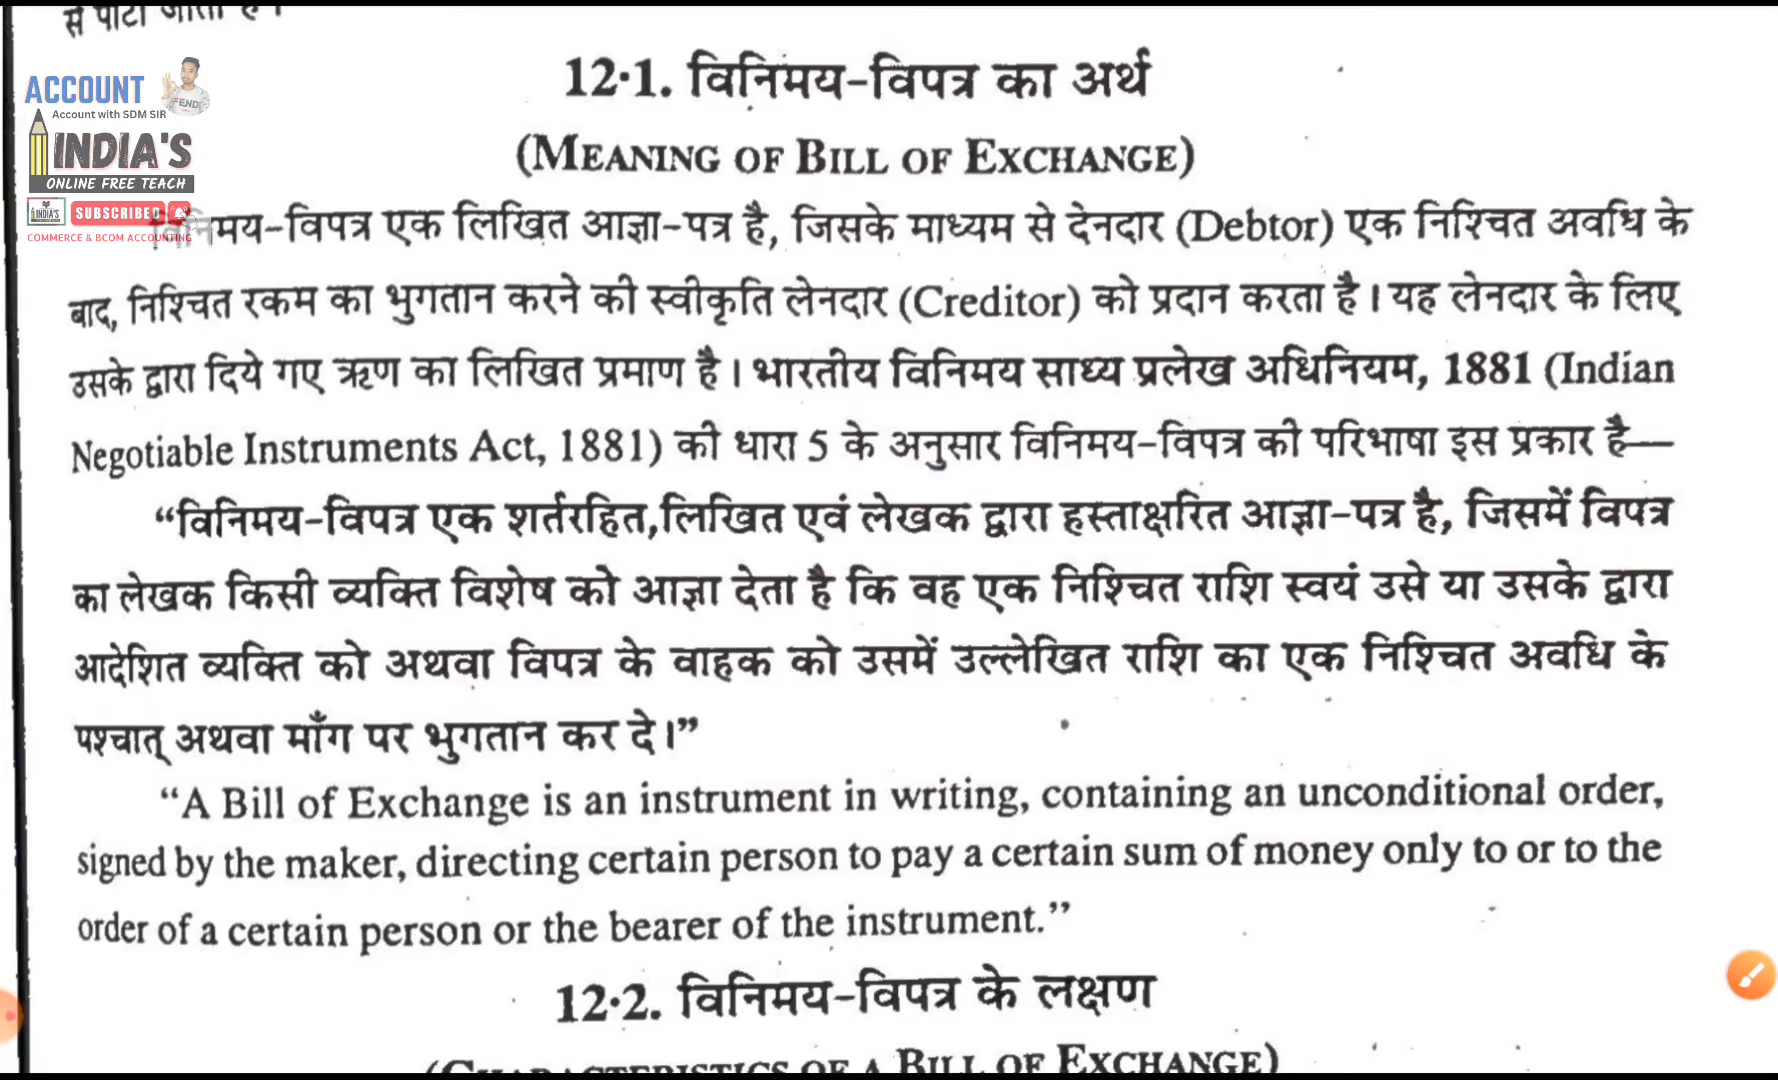 से पाटा जाता है।
12·1. विनिमय-विपत्र का अर्थ
(MEANING OF BILL OF EXCHANGE)
ACCOUNT
Account with SDM SIR
INDIA'S
ONLINE FREE TEACH
INDIA'S
SUBSCRIBED
COMMERCE & BCOM ACCOUNTING
विनिमय-विपत्र एक लिखित आज्ञा-पत्र है, जिसके माध्यम से देनदार (Debtor) एक निश्चित अवधि के
बाद, निश्चित रकम का भुगतान करने की स्वीकृति लेनदार (Creditor) को प्रदान करता है। यह लेनदार के लिए
उसके द्वारा दिये गए ऋण का लिखित प्रमाण है। भारतीय विनिमय साध्य प्रलेख अधिनियम, 1881 (Indian
Negotiable Instruments Act, 1881) की धारा 5 के अनुसार विनिमय-विपत्र की परिभाषा इस प्रकार है—
“विनिमय-विपत्र एक शर्तरहित,लिखित एवं लेखक द्वारा हस्ताक्षरित आज्ञा-पत्र है, जिसमें विपत्र
का लेखक किसी व्यक्ति विशेष को आज्ञा देता है कि वह एक निश्चित राशि स्वयं उसे या उसके द्वारा
आदेशित व्यक्ति को अथवा विपत्र के वाहक को उसमें उल्लेखित राशि का एक निश्चित अवधि के
पश्चात् अथवा माँग पर भुगतान कर दे।”
“A Bill of Exchange is an instrument in writing, containing an unconditional order,
signed by the maker, directing certain person to pay a certain sum of money only to or to the
order of a certain person or the bearer of the instrument.”
12·2. विनिमय-विपत्र के लक्षण
(CHARACTERISTICS OF A BILL OF EXCHANGE)